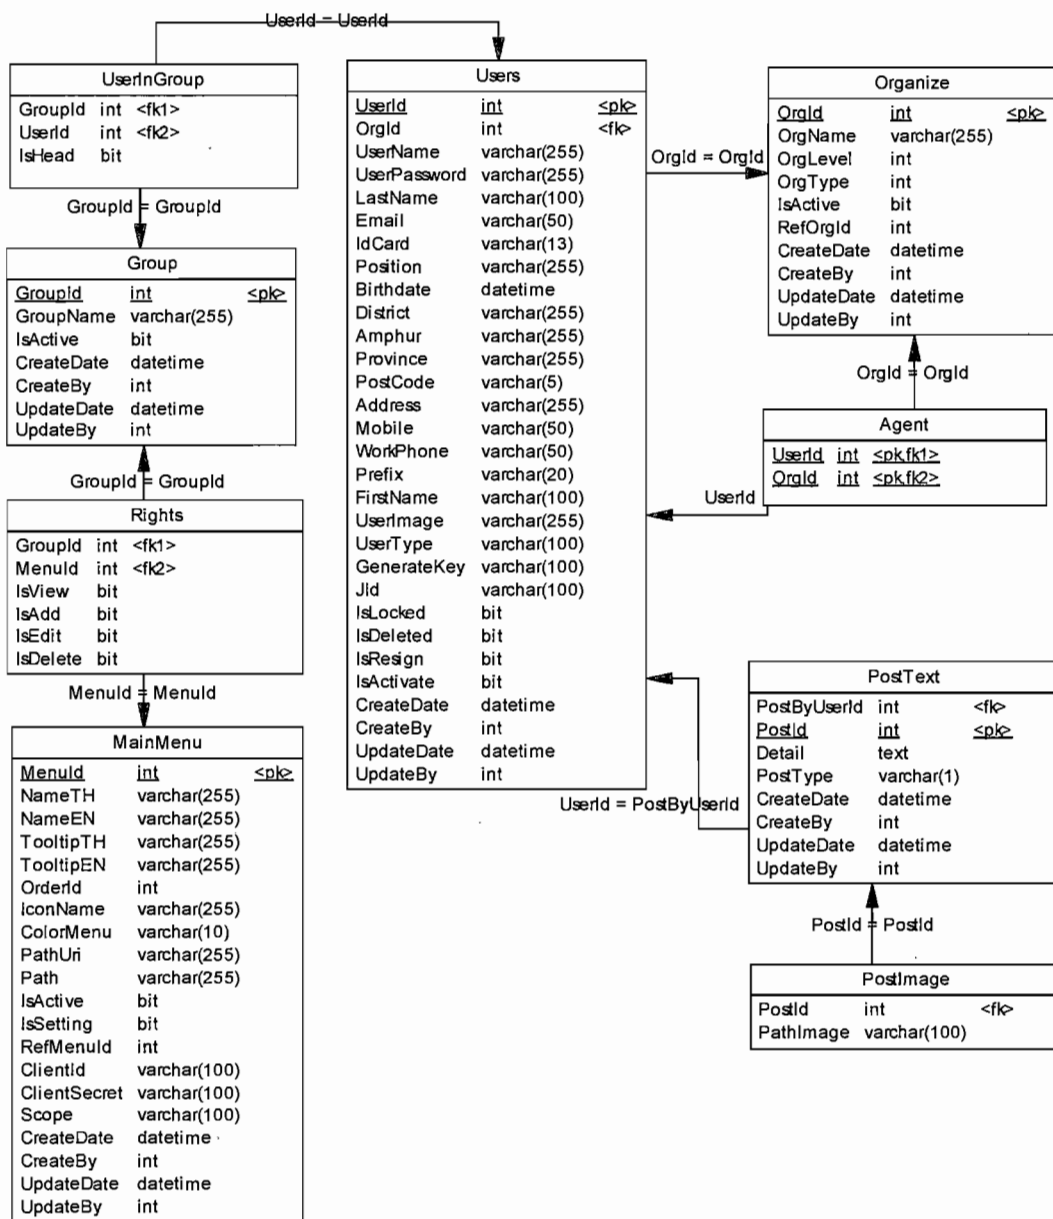 UserId = UserId
UserInGroup
GroupId int <fk1>
UserId int <fk2>
IsHead bit
GroupId = GroupId
Group
GroupId int <pk>
GroupName varchar(255)
IsActive bit
CreateDate datetime
CreateBy int
UpdateDate datetime
UpdateBy int
GroupId = GroupId
Rights
GroupId int <fk1>
MenuId int <fk2>
IsView bit
IsAdd bit
IsEdit bit
IsDelete bit
MenuId = MenuId
MainMenu
MenuId int <pk>
NameTH varchar(255)
NameEN varchar(255)
TooltipTH varchar(255)
TooltipEN varchar(255)
OrderId int
IconName varchar(255)
ColorMenu varchar(10)
PathUri varchar(255)
Path varchar(255)
IsActive bit
IsSetting bit
RefMenuId int
ClientId varchar(100)
ClientSecret varchar(100)
Scope varchar(100)
CreateDate datetime
CreateBy int
UpdateDate datetime
UpdateBy int
Users
UserId int <pk>
OrgId int <fk>
UserName varchar(255)
UserPassword varchar(255)
LastName varchar(100)
Email varchar(50)
IdCard varchar(13)
Position varchar(255)
Birthdate datetime
District varchar(255)
Amphur varchar(255)
Province varchar(255)
PostCode varchar(5)
Address varchar(255)
Mobile varchar(50)
WorkPhone varchar(50)
Prefix varchar(20)
FirstName varchar(100)
UserImage varchar(255)
UserType varchar(100)
GenerateKey varchar(100)
JId varchar(100)
IsLocked bit
IsDeleted bit
IsResign bit
IsActivate bit
CreateDate datetime
CreateBy int
UpdateDate datetime
UpdateBy int
OrgId = OrgId
Organize
OrgId int <pk>
OrgName varchar(255)
OrgLevel int
OrgType int
IsActive bit
RefOrgId int
CreateDate datetime
CreateBy int
UpdateDate datetime
UpdateBy int
OrgId = OrgId
Agent
UserId int <pk,fk1>
OrgId int <pk,fk2>
UserId
PostText
PostByUserId int <fk>
PostId int <pk>
Detail text
PostType varchar(1)
CreateDate datetime
CreateBy int
UpdateDate datetime
UpdateBy int
UserId = PostByUserId
PostId = PostId
PostImage
PostId int <fk>
PathImage varchar(100)